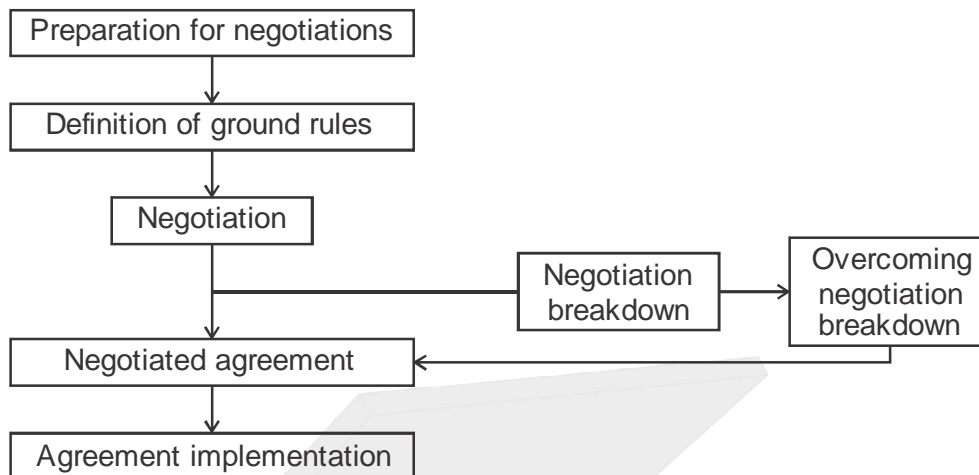 Preparation for negotiations
Definition of ground rules
Negotiation
Negotiation
breakdown
Overcoming
negotiation
breakdown
Negotiated agreement
Agreement implementation